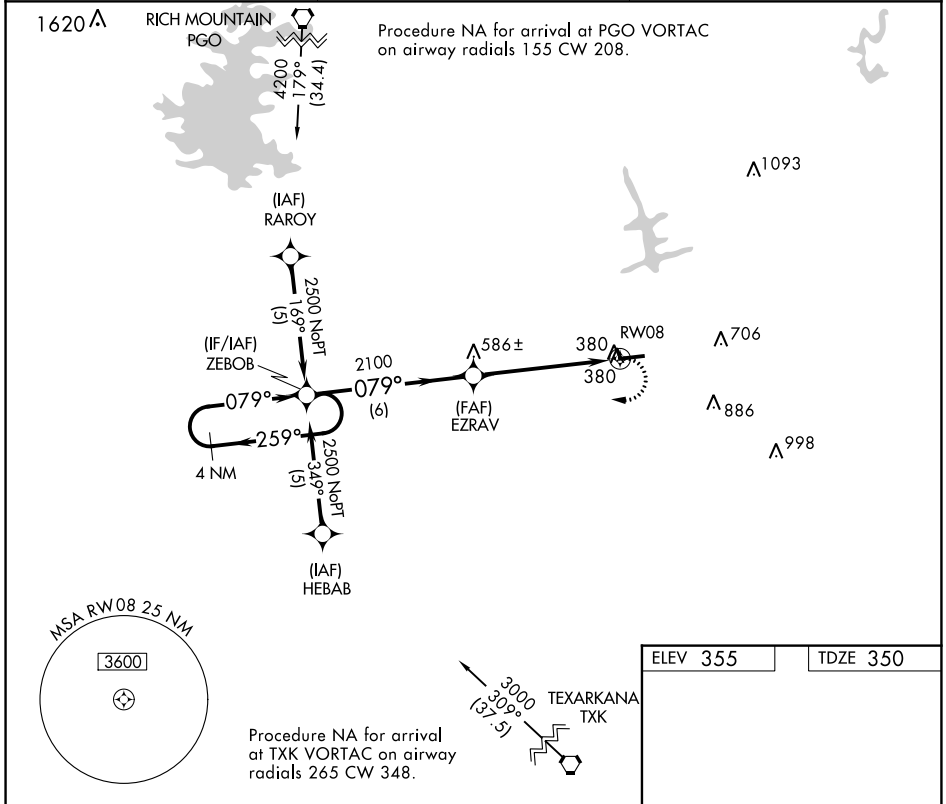 1620
RICH MOUNTAIN
PGO
Procedure NA for arrival at PGO VORTAC
on airway radials 155 CW 208.
4200
179°
(34.4)
1093
(IAF)
RAROY
2500 NoPT
169°
(5)
(IF/IAF)
ZEBOB
2100
079°
(6)
586±
(FAF)
EZRAV
380
380
RW08
706
886
998
079°
259°
4 NM
2500 NoPT
349°
(5)
(IAF)
HEBAB
MSA RW08 25 NM
3600
ELEV 355
TDZE 350
3000
309°
(37.5)
TEXARKANA
TXK
Procedure NA for arrival
at TXK VORTAC on airway
radials 265 CW 348.